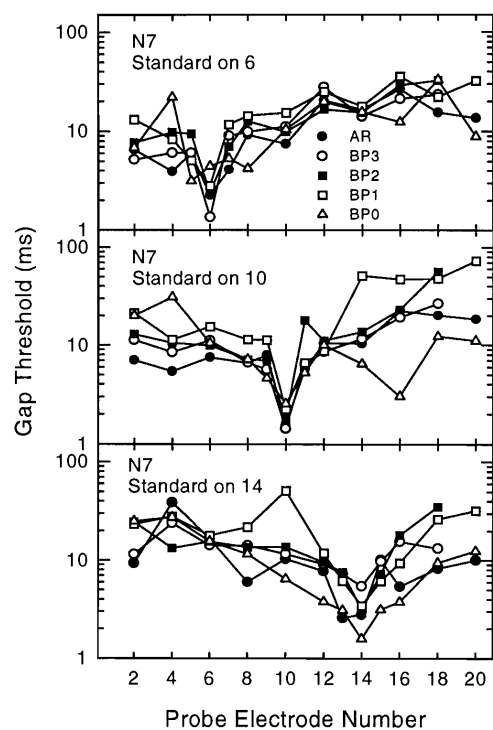 100
10
1
N7
Standard on 6
AR
BP3
BP2
BP1
BP0
100
10
1
N7
Standard on 10
100
10
1
N7
Standard on 14
Gap Threshold (ms)
2 4 6 8 10 12 14 16 18 20
Probe Electrode Number